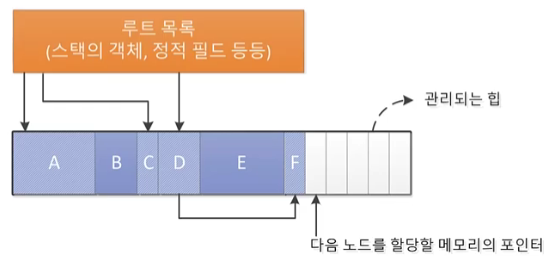 루트 목록
(스택의 객체, 정적 필드 등등)
관리되는 힙
A B C D E F
다음 노드를 할당할 메모리의 포인터